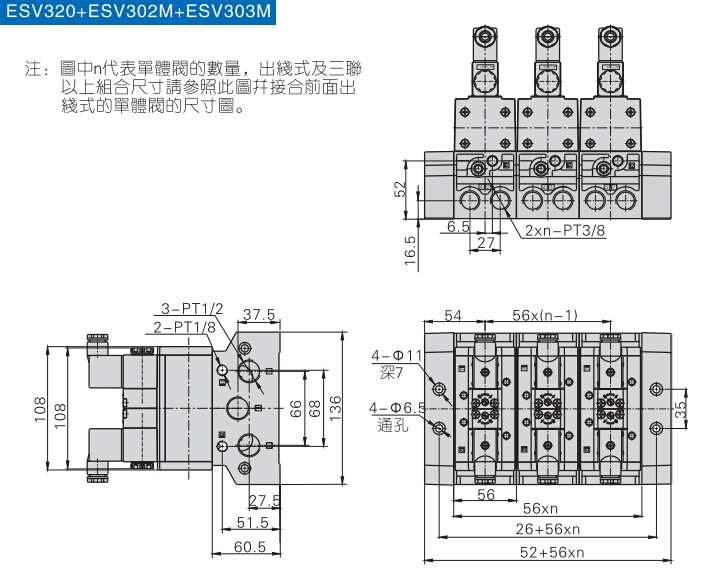 ESV320+ESV302M+ESV303M
注：圖中n代表單體閥的數量，出綫式及三聯
以上組合尺寸請參照此圖幷接合前面出
綫式的單體閥的尺寸圖。
52
16.5
6.5
27
2xn-PT3/8
3-PT1/2
2-PT1/8
37.5
108
108
66
68
136
27.5
51.5
60.5
54
56x(n-1)
4-Φ11
深7
4-Φ6.5
通孔
35
56
56xn
26+56xn
52+56xn